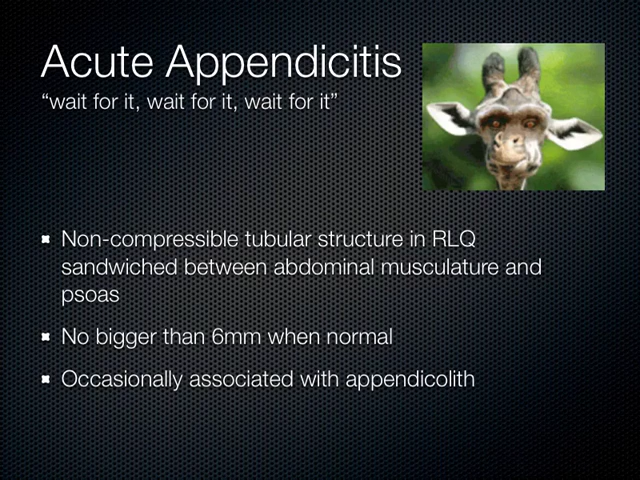 Acute Appendicitis
“wait for it, wait for it, wait for it”
Non-compressible tubular structure in RLQ
sandwiched between abdominal musculature and
psoas
No bigger than 6mm when normal
Occasionally associated with appendicolith